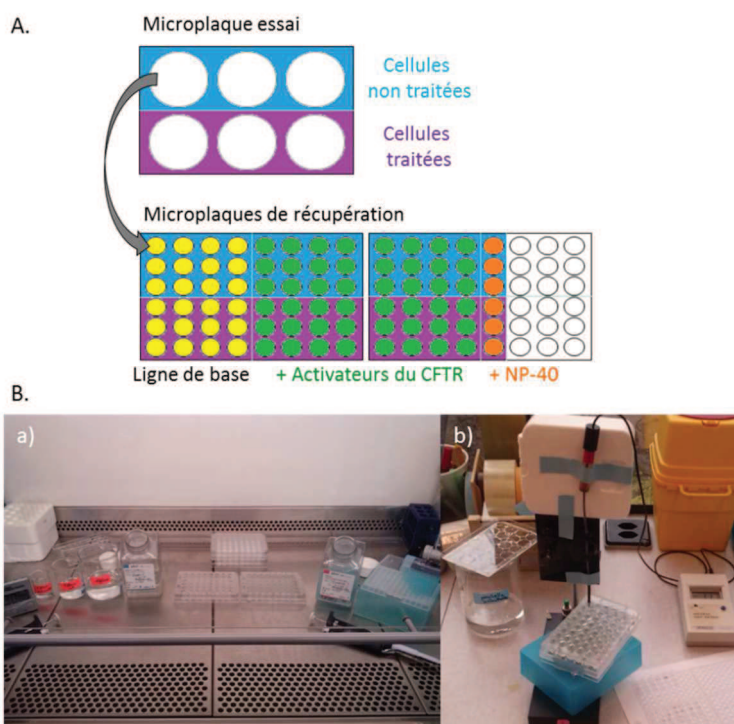 A.
Microplaque essai
Cellules
non traitées
Cellules
traitées
Microplaques de récupération
Ligne de base + Activateurs du CFTR + NP-40
B.
a)
b)